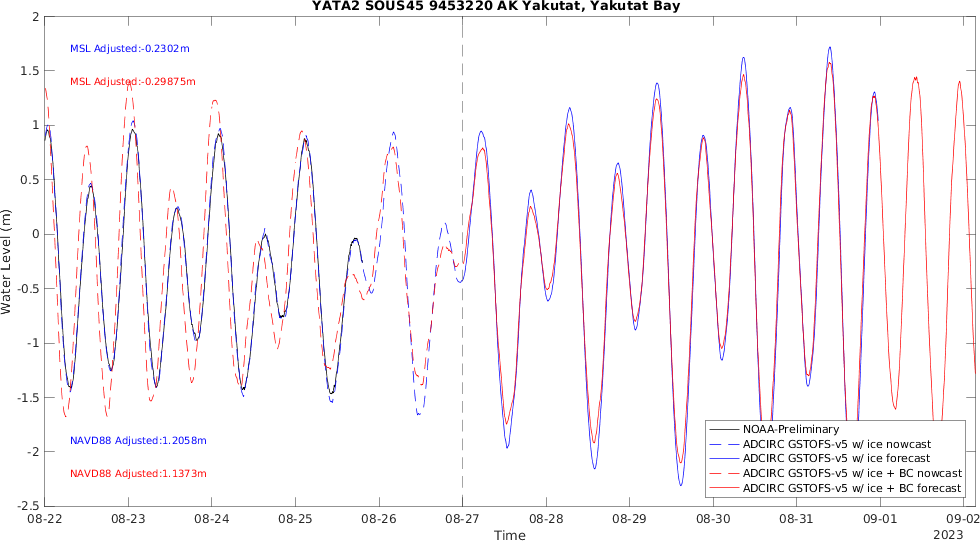 YATA2 SOUS45 9453220 AK Yakutat, Yakutat Bay
MSL Adjusted:-0.2302m
MSL Adjusted:-0.29875m
NAVD88 Adjusted:1.2058m
NAVD88 Adjusted:1.1373m
Water Level (m)
2
1.5
1
0.5
0
-0.5
-1
-1.5
-2
-2.5
NOAA-Preliminary
ADCIRC GSTOFS-v5 w/ ice nowcast
ADCIRC GSTOFS-v5 w/ ice forecast
ADCIRC GSTOFS-v5 w/ ice + BC nowcast
ADCIRC GSTOFS-v5 w/ ice + BC forecast
08-22 08-23 08-24 08-25 08-26 08-27 08-28 08-29 08-30 08-31 09-01 09-02
Time 2023